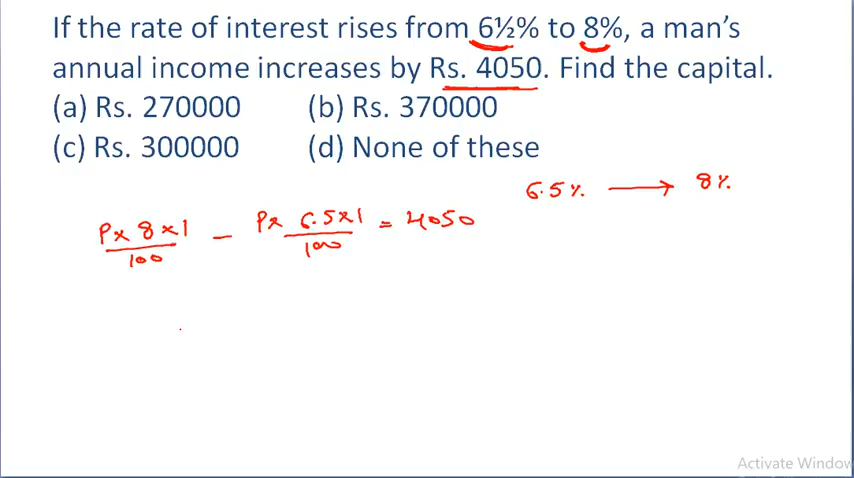 If the rate of interest rises from 6½% to 8%, a man’s
annual income increases by Rs. 4050. Find the capital.
(a) Rs. 270000 (b) Rs. 370000
(c) Rs. 300000 (d) None of these
6.5% → 8%
P× 8 ×1 / 100 − P× 6.5×1 / 100 = 4050
Activate Window